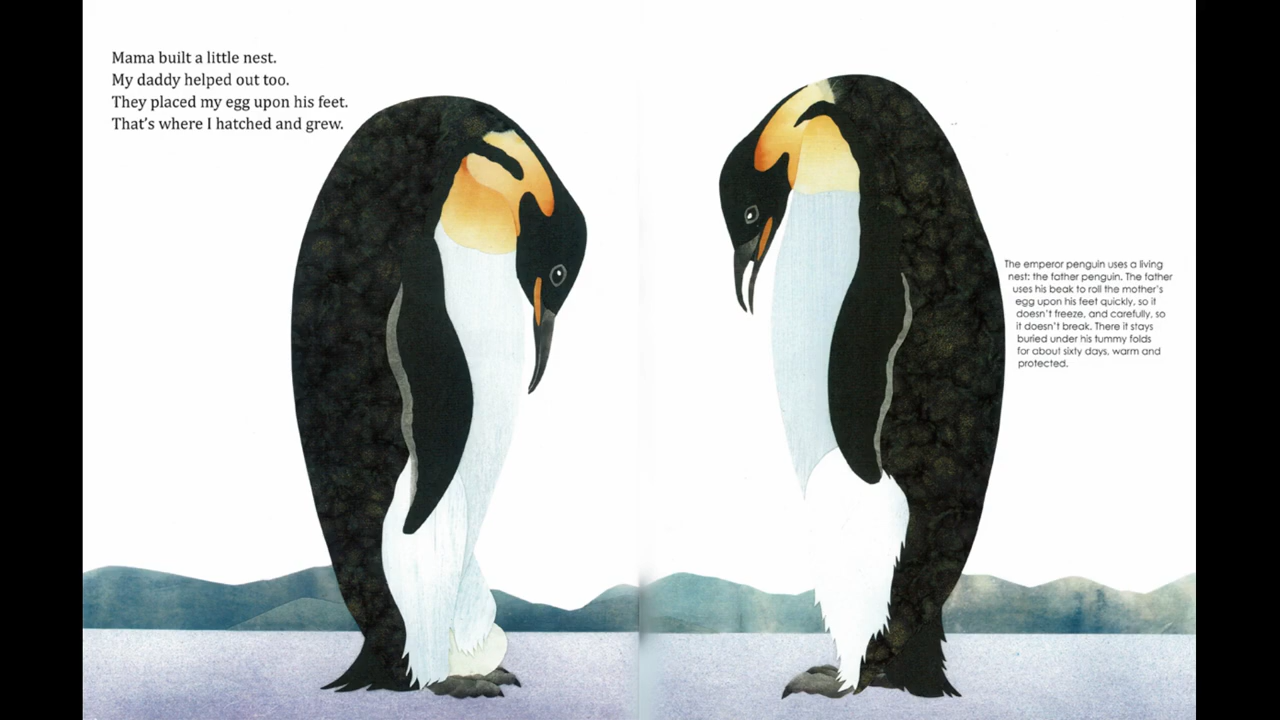 Mama built a little nest.
My daddy helped out too.
They placed my egg upon his feet.
That's where I hatched and grew.
The emperor penguin uses a living
nest: the father penguin. The father
uses his beak to roll the mother's
egg upon his feet quickly, so it
doesn't freeze, and carefully, so
it doesn't break. There it stays
buried under his tummy folds
for about sixty days, warm and
protected.